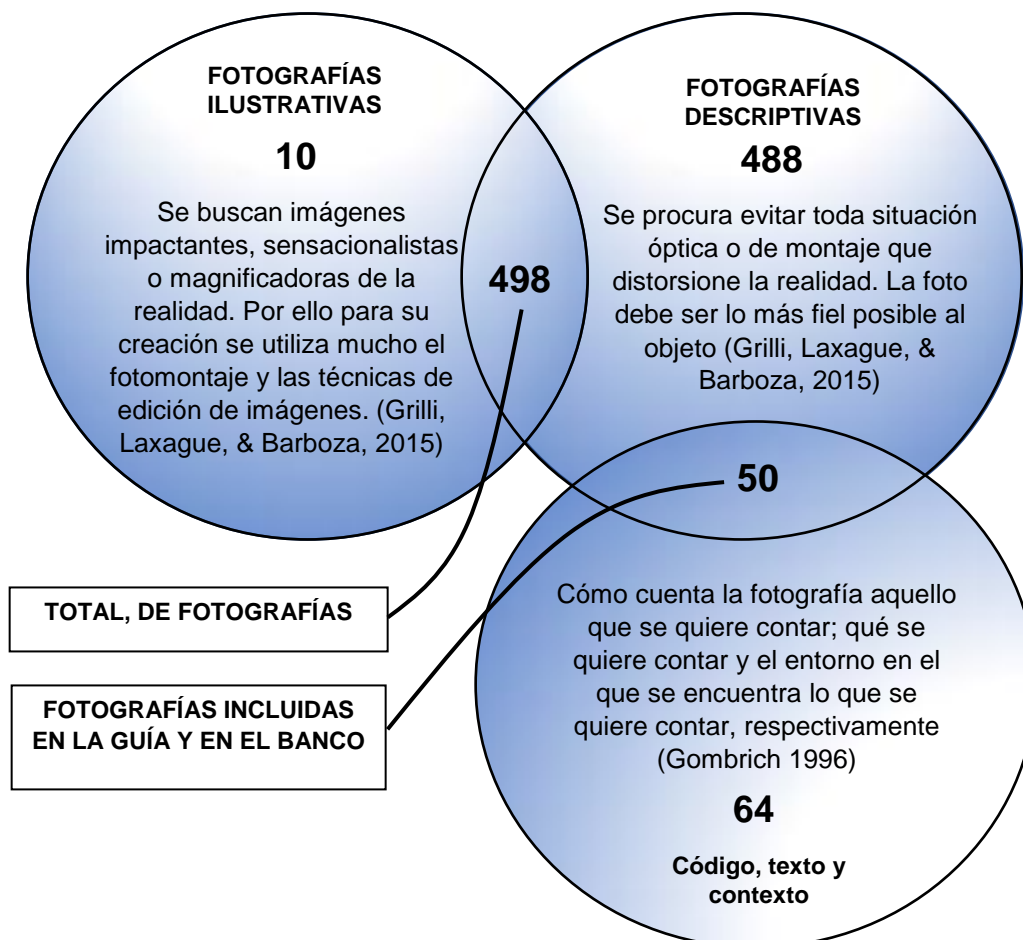 FOTOGRAFÍAS
ILUSTRATIVAS
10
Se buscan imágenes
impactantes, sensacionalistas
o magnificadoras de la
realidad. Por ello para su
creación se utiliza mucho el
fotomontaje y las técnicas de
edición de imágenes. (Grilli,
Laxague, & Barboza, 2015)
498
FOTOGRAFÍAS
DESCRIPTIVAS
488
Se procura evitar toda situación
óptica o de montaje que
distorsione la realidad. La foto
debe ser lo más fiel posible al
objeto (Grilli, Laxague, &
Barboza, 2015)
50
TOTAL, DE FOTOGRAFÍAS
FOTOGRAFÍAS INCLUIDAS
EN LA GUÍA Y EN EL BANCO
Cómo cuenta la fotografía aquello
que se quiere contar; qué se
quiere contar y el entorno en el
que se encuentra lo que se
quiere contar, respectivamente
(Gombrich 1996)
64
Código, texto y
contexto